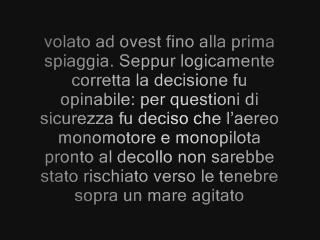 volato ad ovest fino alla prima
spiaggia. Seppur logicamente
corretta la decisione fu
opinabile: per questioni di
sicurezza fu deciso che l'aereo
monomotore e monopilota
pronto al decollo non sarebbe
stato rischiato verso le tenebre
sopra un mare agitato